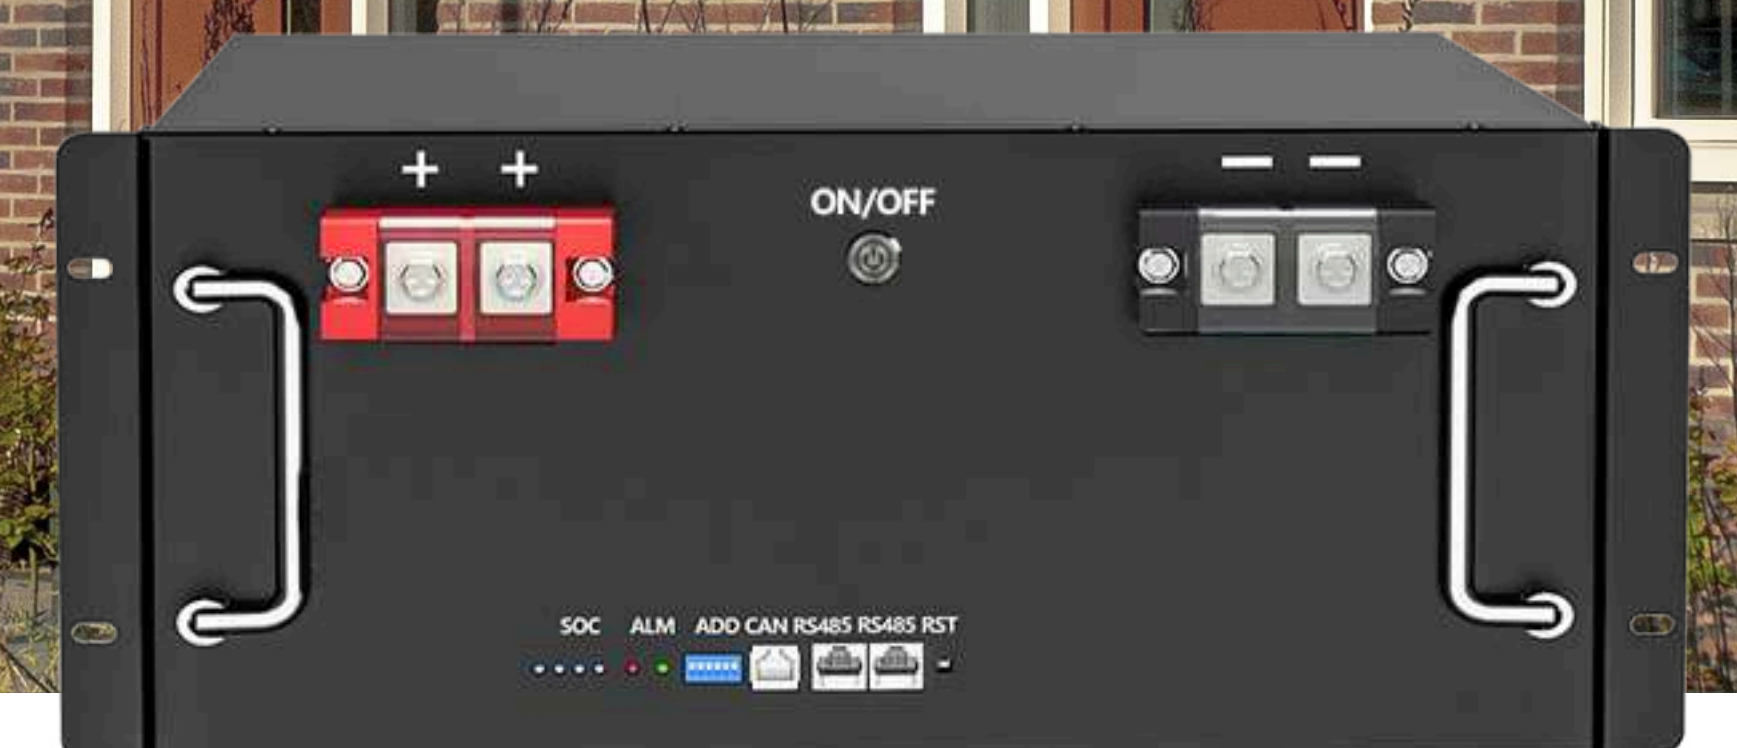 + +
— —
ON/OFF
SOC ALM ADD CAN RS485 RS485 RST